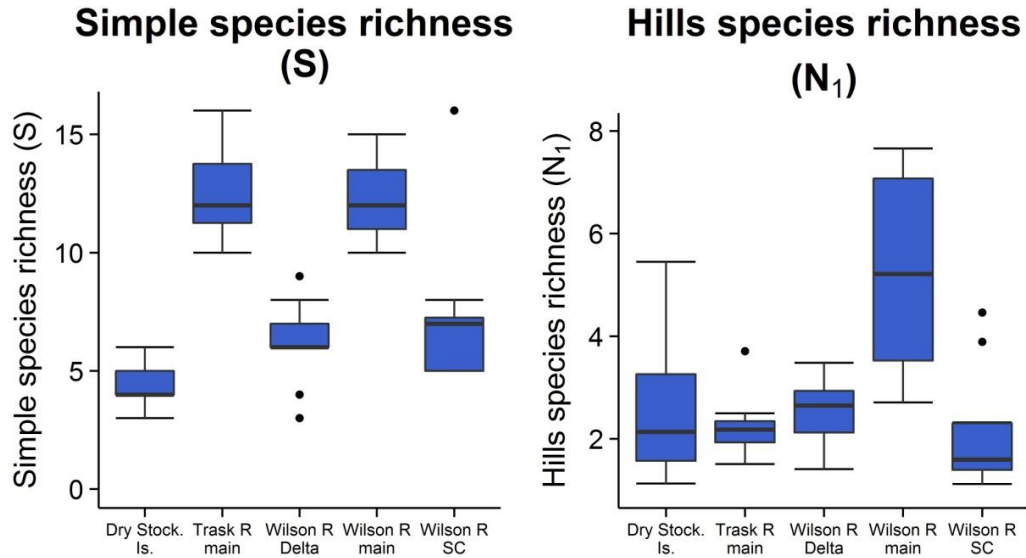 Simple species richness
(S)
Simple species richness (S)
15
10
5
0
Dry Stock.
Is.
Trask R
main
Wilson R
Delta
Wilson R
main
Wilson R
SC
Hills species richness
(N₁)
Hills species richness (N₁)
8
6
4
2
Dry Stock.
Is.
Trask R
main
Wilson R
Delta
Wilson R
main
Wilson R
SC